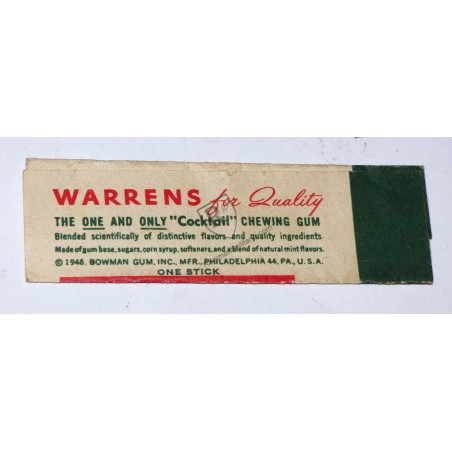 WARRENS for Quality
THE ONE AND ONLY "Cocktail" CHEWING GUM
Blended scientifically of distinctive flavors and quality ingredients
Made of gum base, sugars, corn syrup, softeners, and a blend of natural mint flavors.
© 1946. BOWMAN GUM, INC., MFR., PHILADELPHIA 44, PA., U.S.A.
ONE STICK